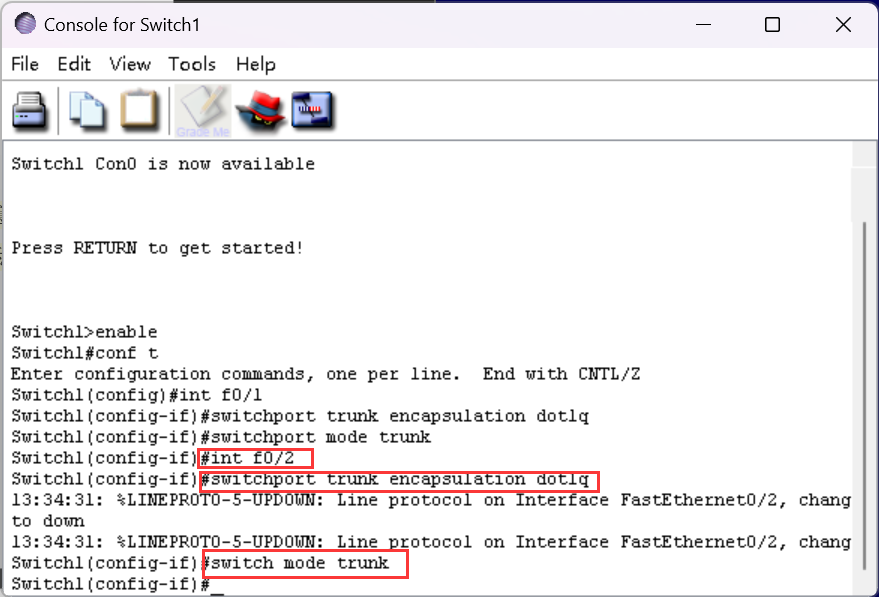 Console for Switch1
File Edit View Tools Help
Grade Me
Switch1 Con0 is now available
Press RETURN to get started!
Switch1>enable
Switch1#conf t
Enter configuration commands, one per line.  End with CNTL/Z
Switch1(config)#int f0/1
Switch1(config-if)#switchport trunk encapsulation dot1q
Switch1(config-if)#switchport mode trunk
Switch1(config-if)#int f0/2
Switch1(config-if)#switchport trunk encapsulation dot1q
13:34:31: %LINEPROTO-5-UPDOWN: Line protocol on Interface FastEthernet0/2, chang
to down
13:34:31: %LINEPROTO-5-UPDOWN: Line protocol on Interface FastEthernet0/2, chang
Switch1(config-if)#switch mode trunk
Switch1(config-if)#